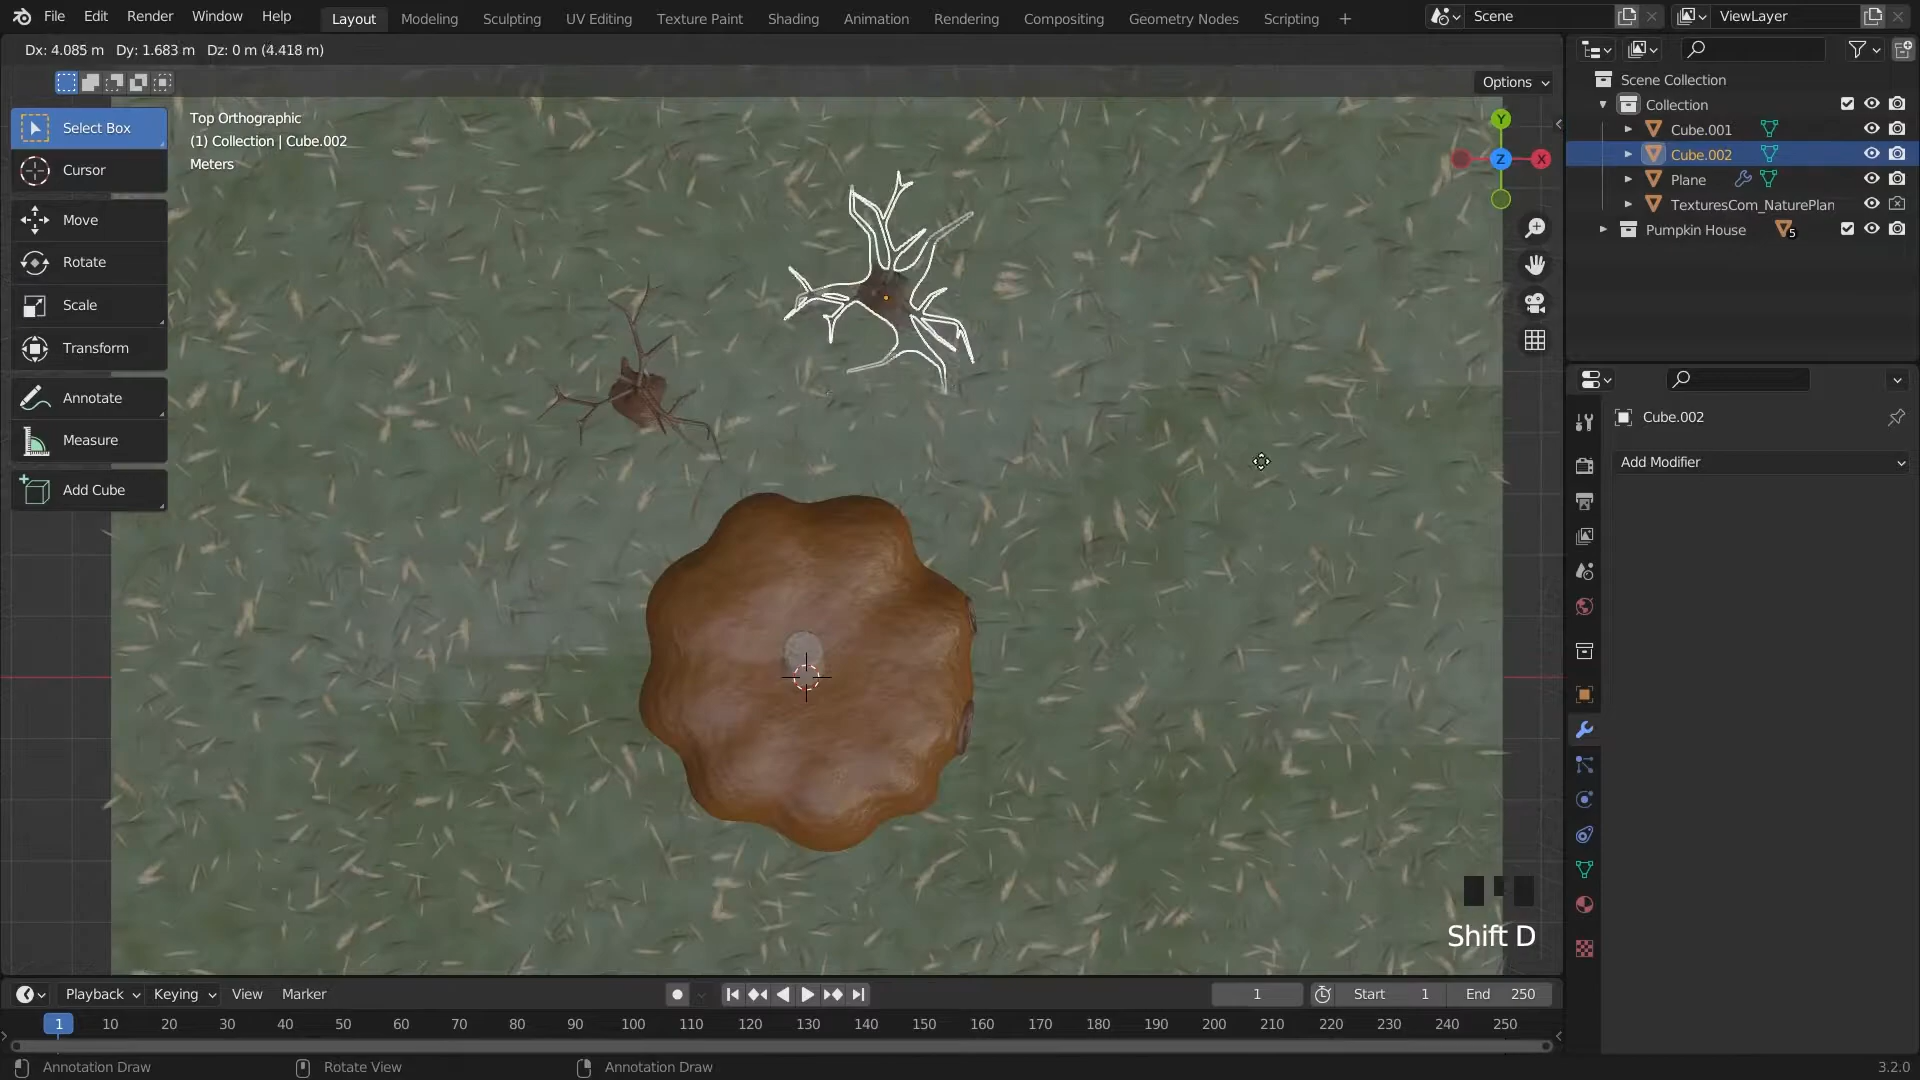 File Edit Render Window Help Layout Modeling Sculpting UV Editing Texture Paint Shading Animation Rendering Compositing Geometry Nodes Scripting + Scene ViewLayer
Dx: 4.085 m Dy: 1.683 m Dz: 0 m (4.418 m)
Options
Select Box
Cursor
Move
Rotate
Scale
Transform
Annotate
Measure
Add Cube
Top Orthographic
(1) Collection | Cube.002
Meters
Y
Z
X
Shift D
Scene Collection
Collection
Cube.001
Cube.002
Plane
TexturesCom_NaturePlan
Pumpkin House 5
Cube.002
Add Modifier
Playback Keying View Marker 1 Start 1 End 250
1 10 20 30 40 50 60 70 80 90 100 110 120 130 140 150 160 170 180 190 200 210 220 230 240 250
Annotation Draw Rotate View Annotation Draw 3.2.0